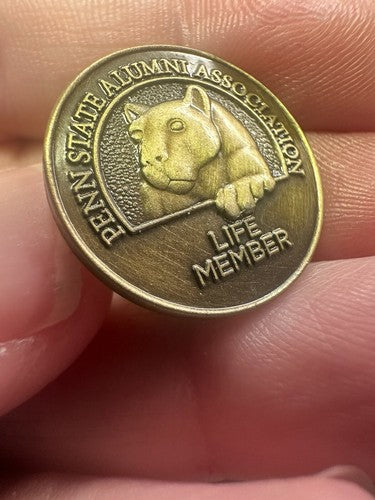 PENN STATE ALUMNI ASSOCIATION
LIFE
MEMBER